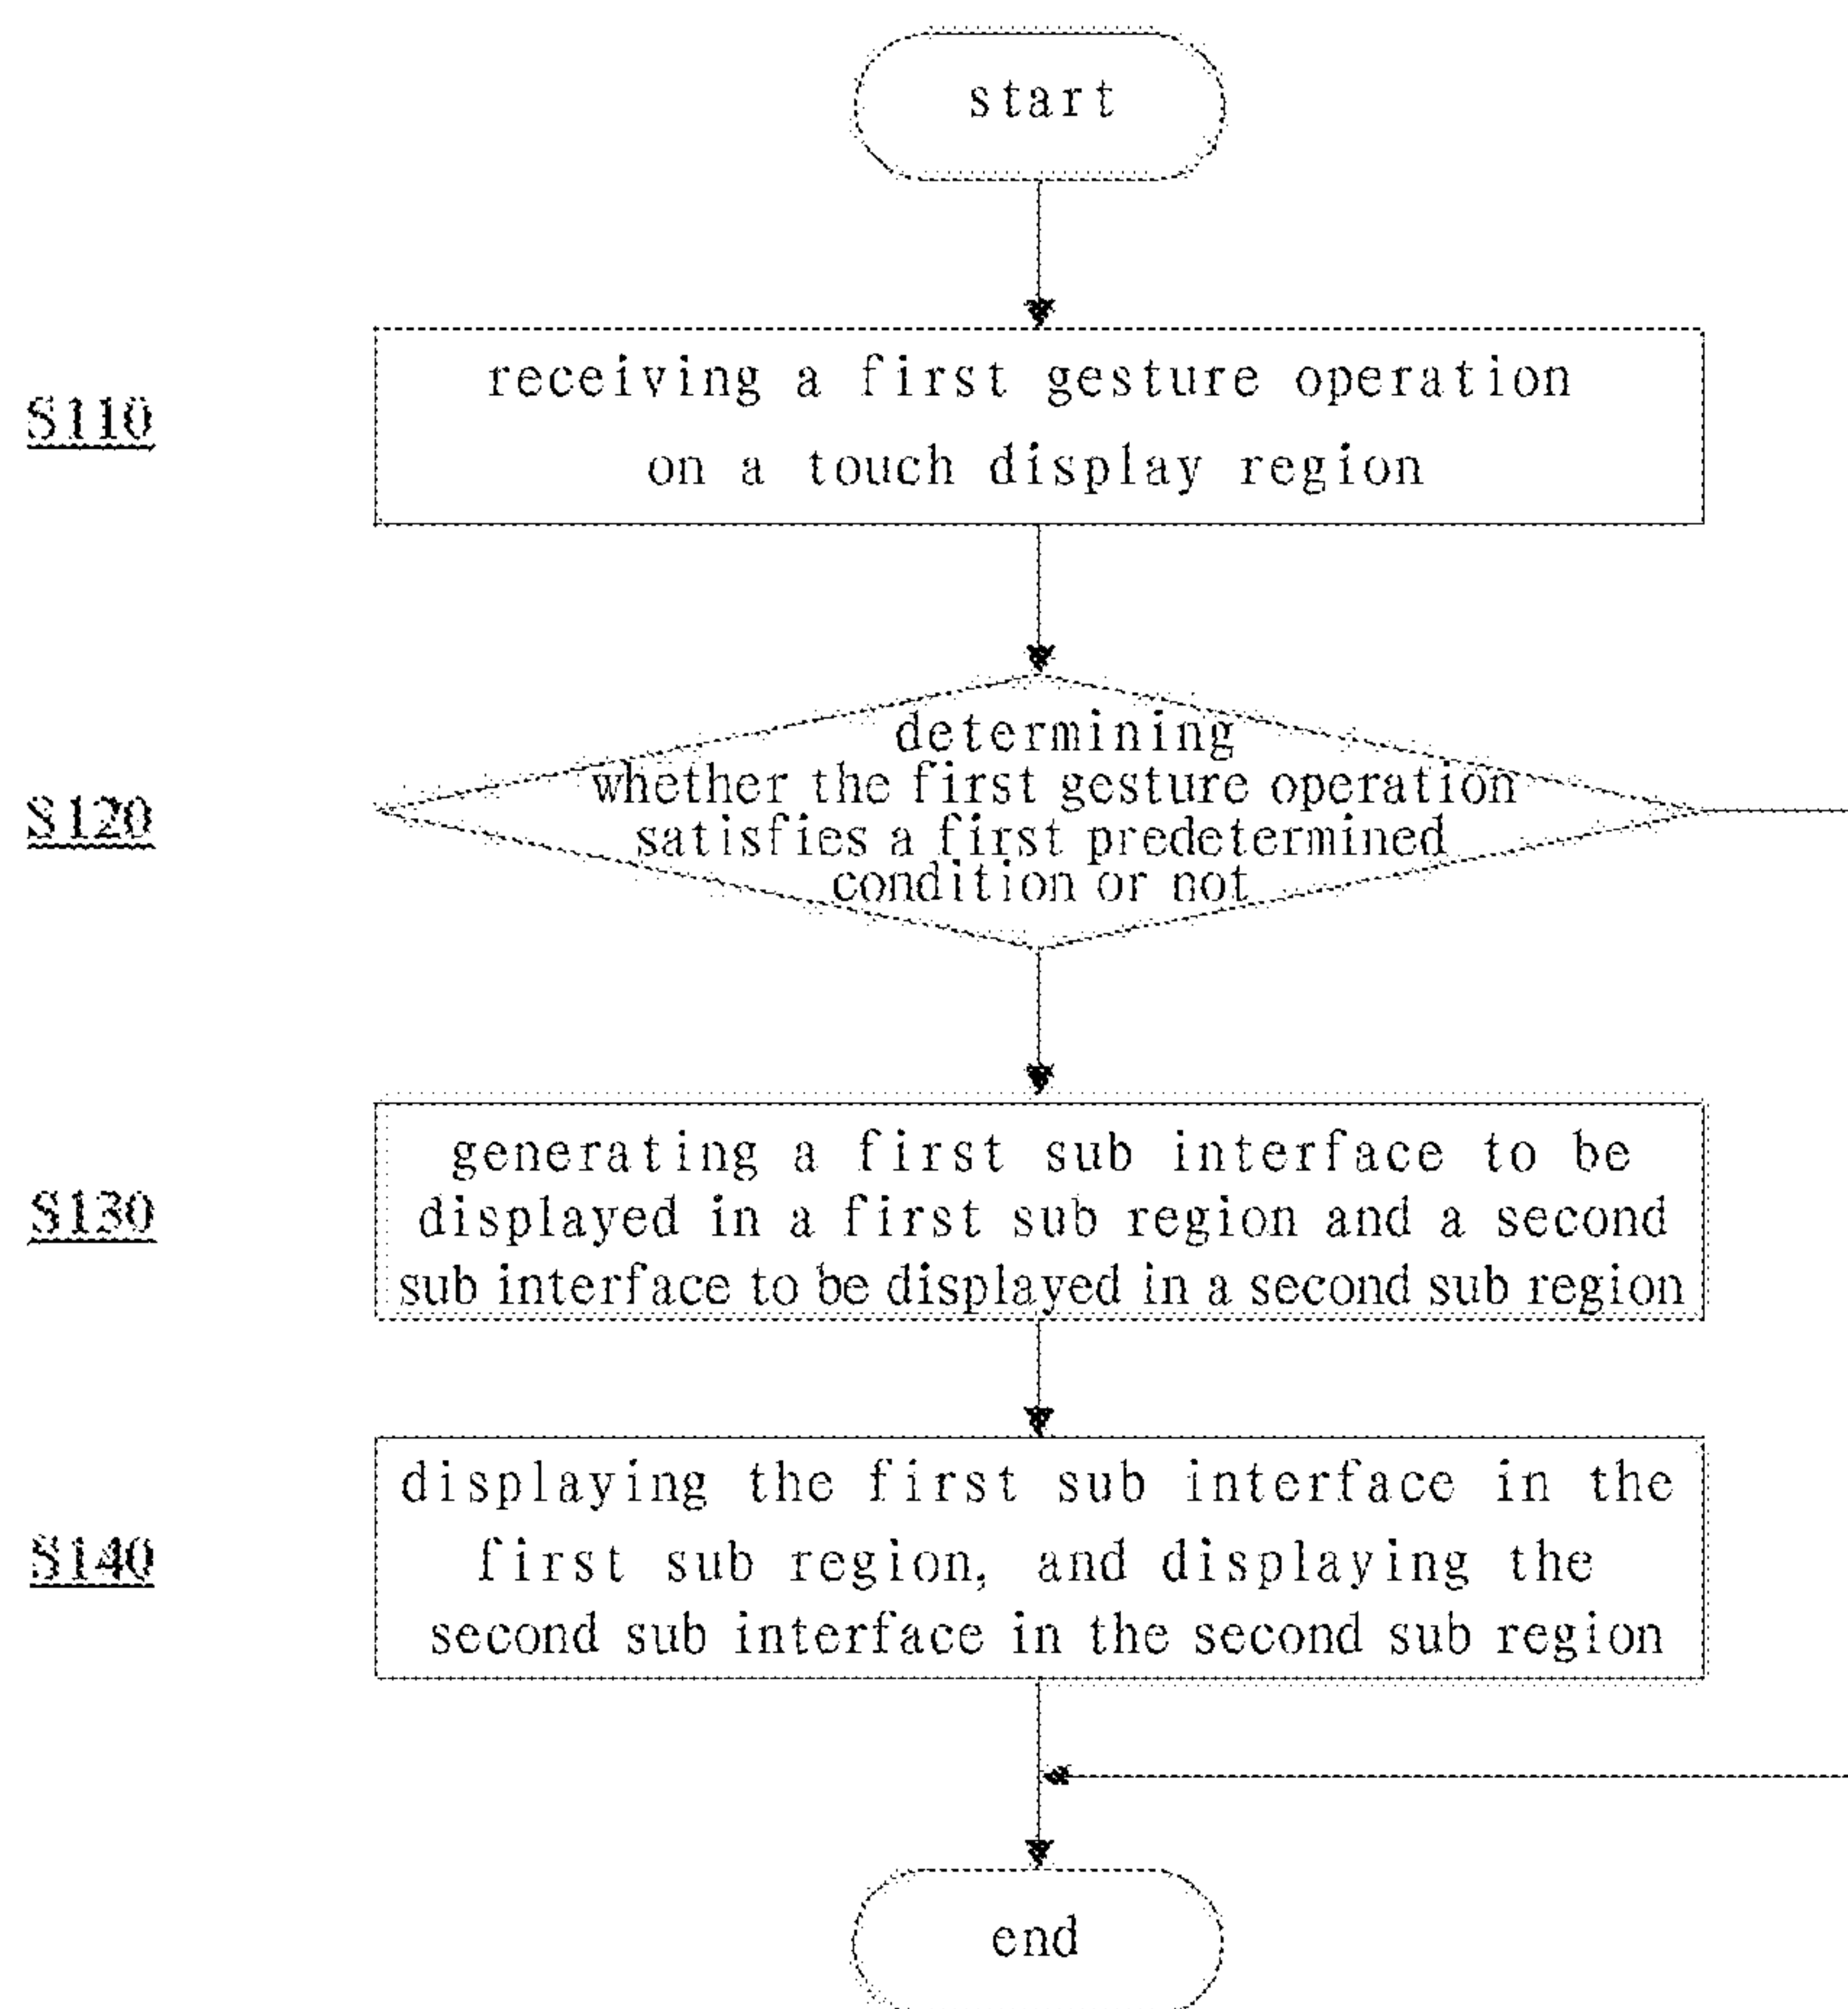 start
S110
receiving a first gesture operation
on a touch display region
S120
determining
whether the first gesture operation
satisfies a first predetermined
condition or not
S130
generating a first sub interface to be
displayed in a first sub region and a second
sub interface to be displayed in a second sub region
S140
displaying the first sub interface in the
first sub region, and displaying the
second sub interface in the second sub region
end